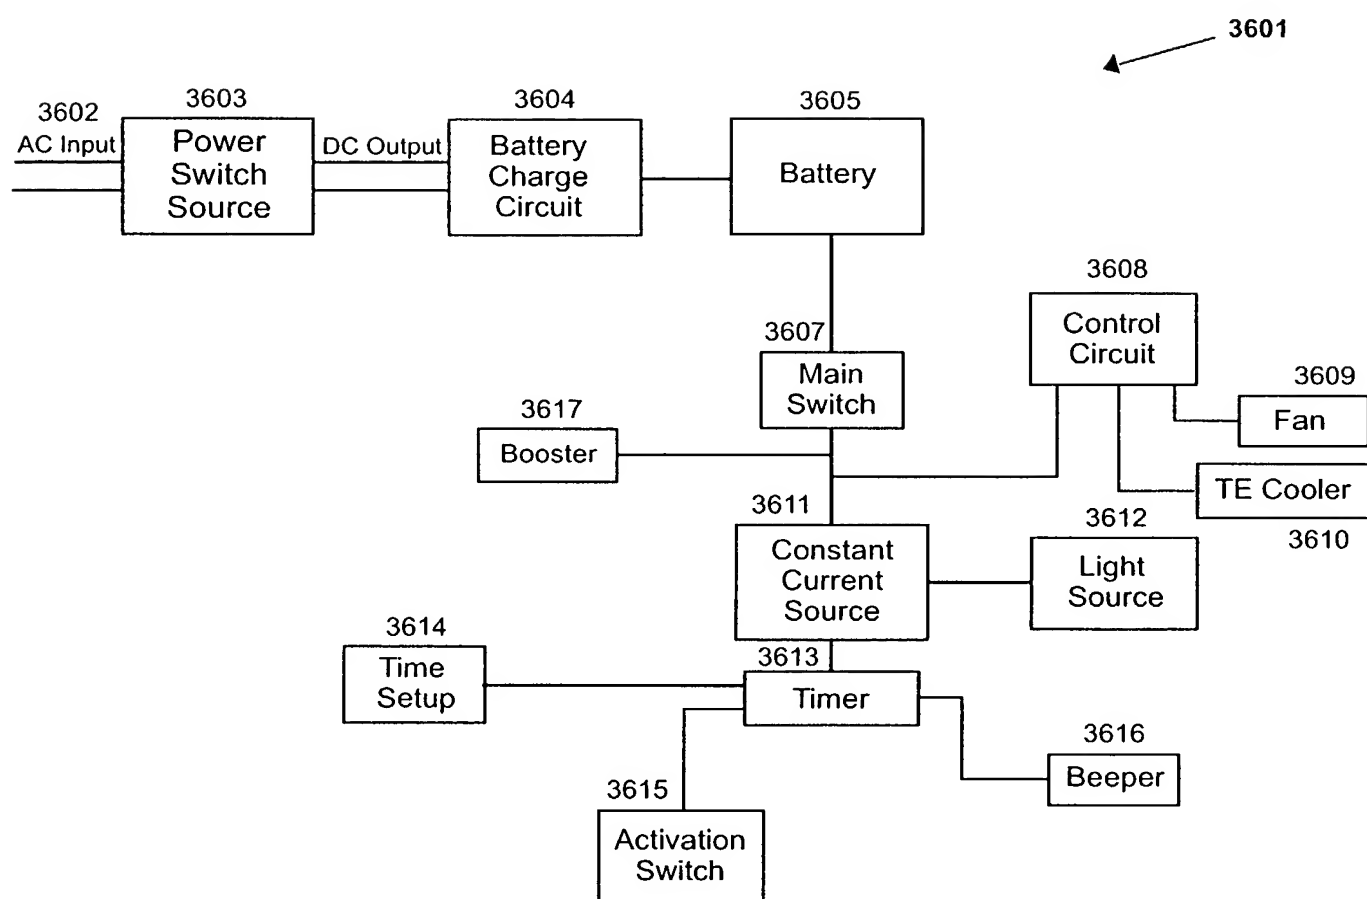 3601
3602
AC Input
3603
Power
Switch
Source
DC Output
3604
Battery
Charge
Circuit
3605
Battery
3607
Main
Switch
3608
Control
Circuit
3609
Fan
TE Cooler
3610
3617
Booster
3611
Constant
Current
Source
3612
Light
Source
3614
Time
Setup
3613
Timer
3615
Activation
Switch
3616
Beeper